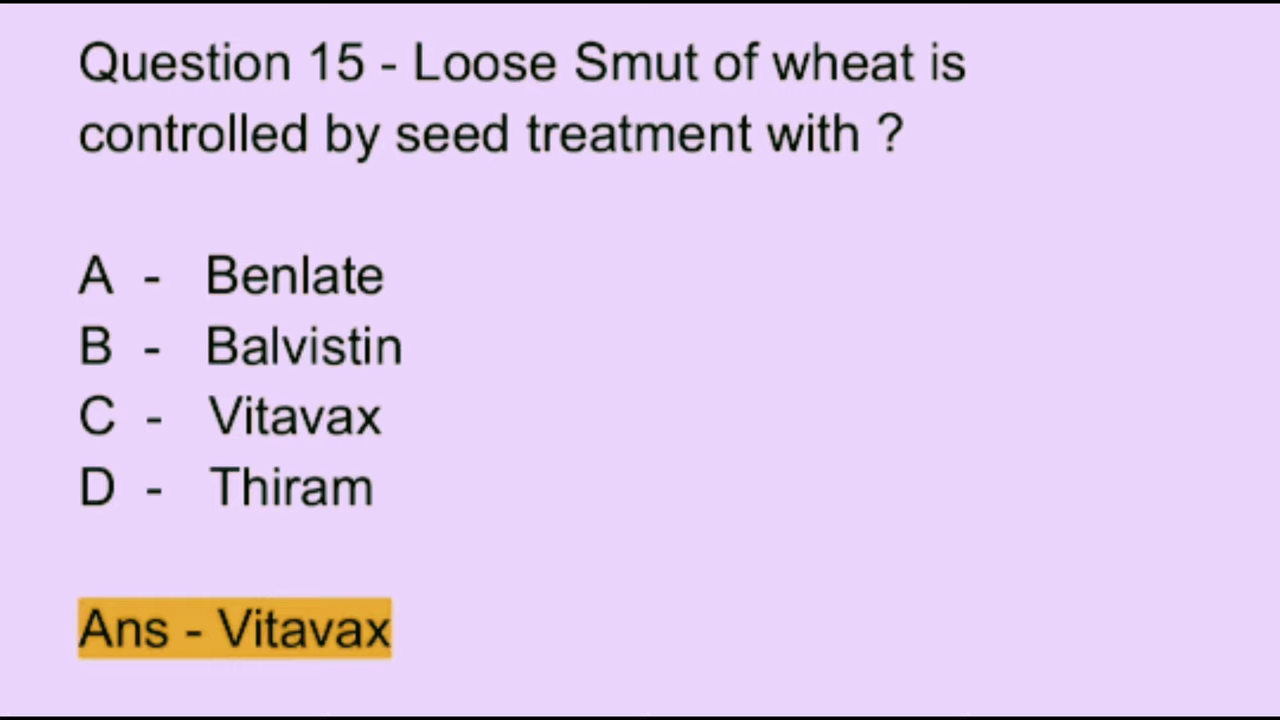 Question 15 - Loose Smut of wheat is
controlled by seed treatment with ?
A - Benlate
B - Balvistin
C - Vitavax
D - Thiram
Ans - Vitavax